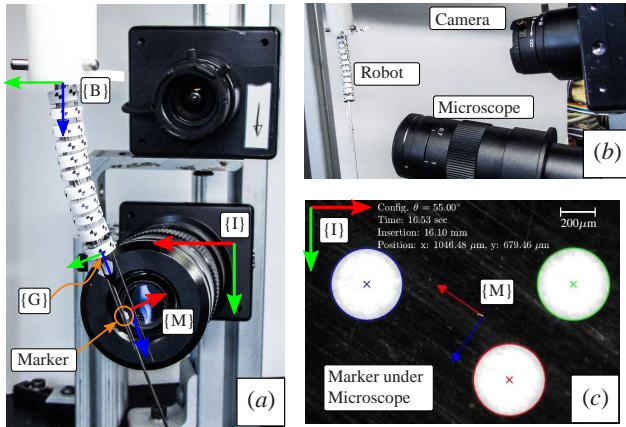 {B}
{I}
{G}
{M}
Marker
(a)
Camera
Robot
Microscope
(b)
{I}
Config. θ = 55.00°
Time: 16.53 sec
Insertion: 16.10 mm
Position: x: 1046.48 μm, y: 679.46 μm
200μm
{M}
Marker under
Microscope
(c)